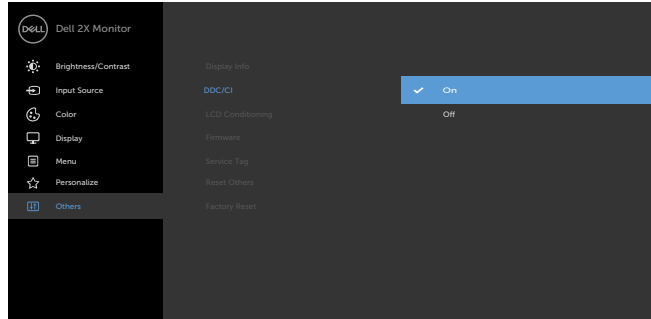 DELL
Dell 2X Monitor
Brightness/Contrast
Input Source
Color
Display
Menu
Personalize
Others
Display Info
DDC/CI
LCD Conditioning
Firmware
Service Tag
Reset Others
Factory Reset
On
Off